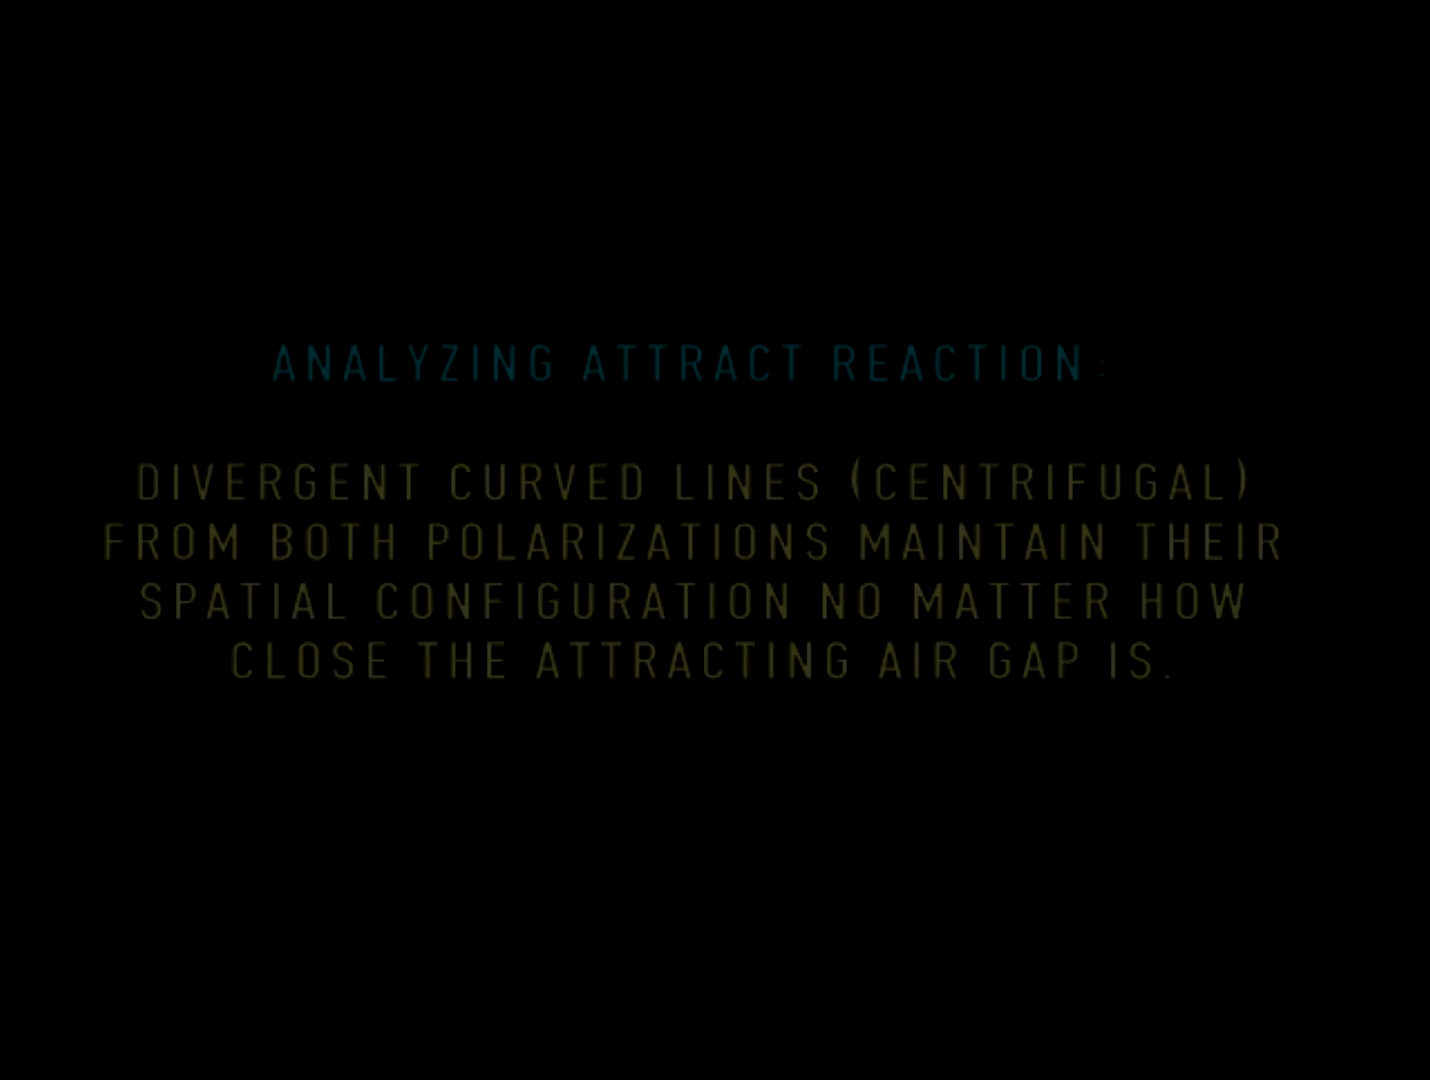 ANALYZING ATTRACT REACTION:
DIVERGENT CURVED LINES (CENTRIFUGAL)
FROM BOTH POLARIZATIONS MAINTAIN THEIR
SPATIAL CONFIGURATION NO MATTER HOW
CLOSE THE ATTRACTING AIR GAP IS.